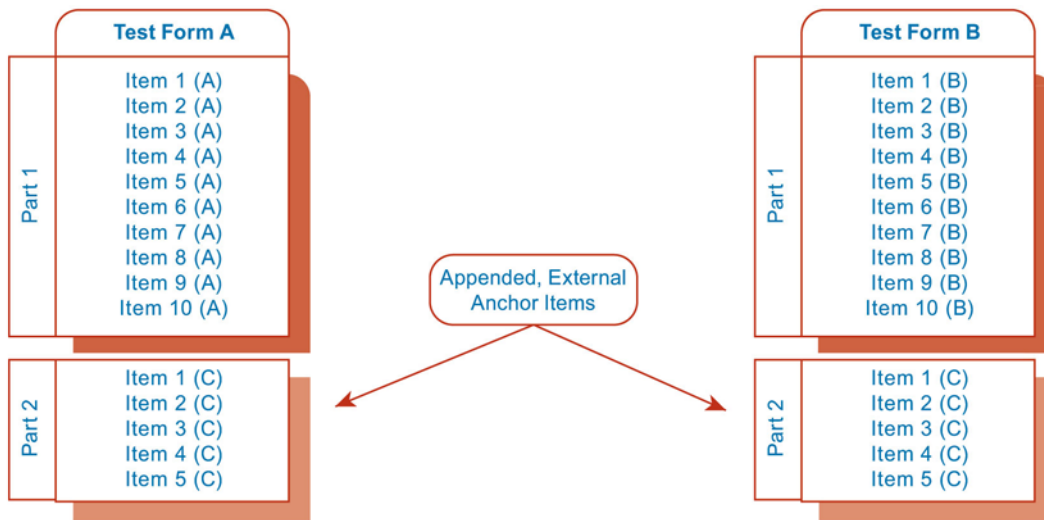 Test Form A
Part 1
Item 1 (A)
Item 2 (A)
Item 3 (A)
Item 4 (A)
Item 5 (A)
Item 6 (A)
Item 7 (A)
Item 8 (A)
Item 9 (A)
Item 10 (A)
Part 2
Item 1 (C)
Item 2 (C)
Item 3 (C)
Item 4 (C)
Item 5 (C)
Appended, External
Anchor Items
Test Form B
Part 1
Item 1 (B)
Item 2 (B)
Item 3 (B)
Item 4 (B)
Item 5 (B)
Item 6 (B)
Item 7 (B)
Item 8 (B)
Item 9 (B)
Item 10 (B)
Part 2
Item 1 (C)
Item 2 (C)
Item 3 (C)
Item 4 (C)
Item 5 (C)